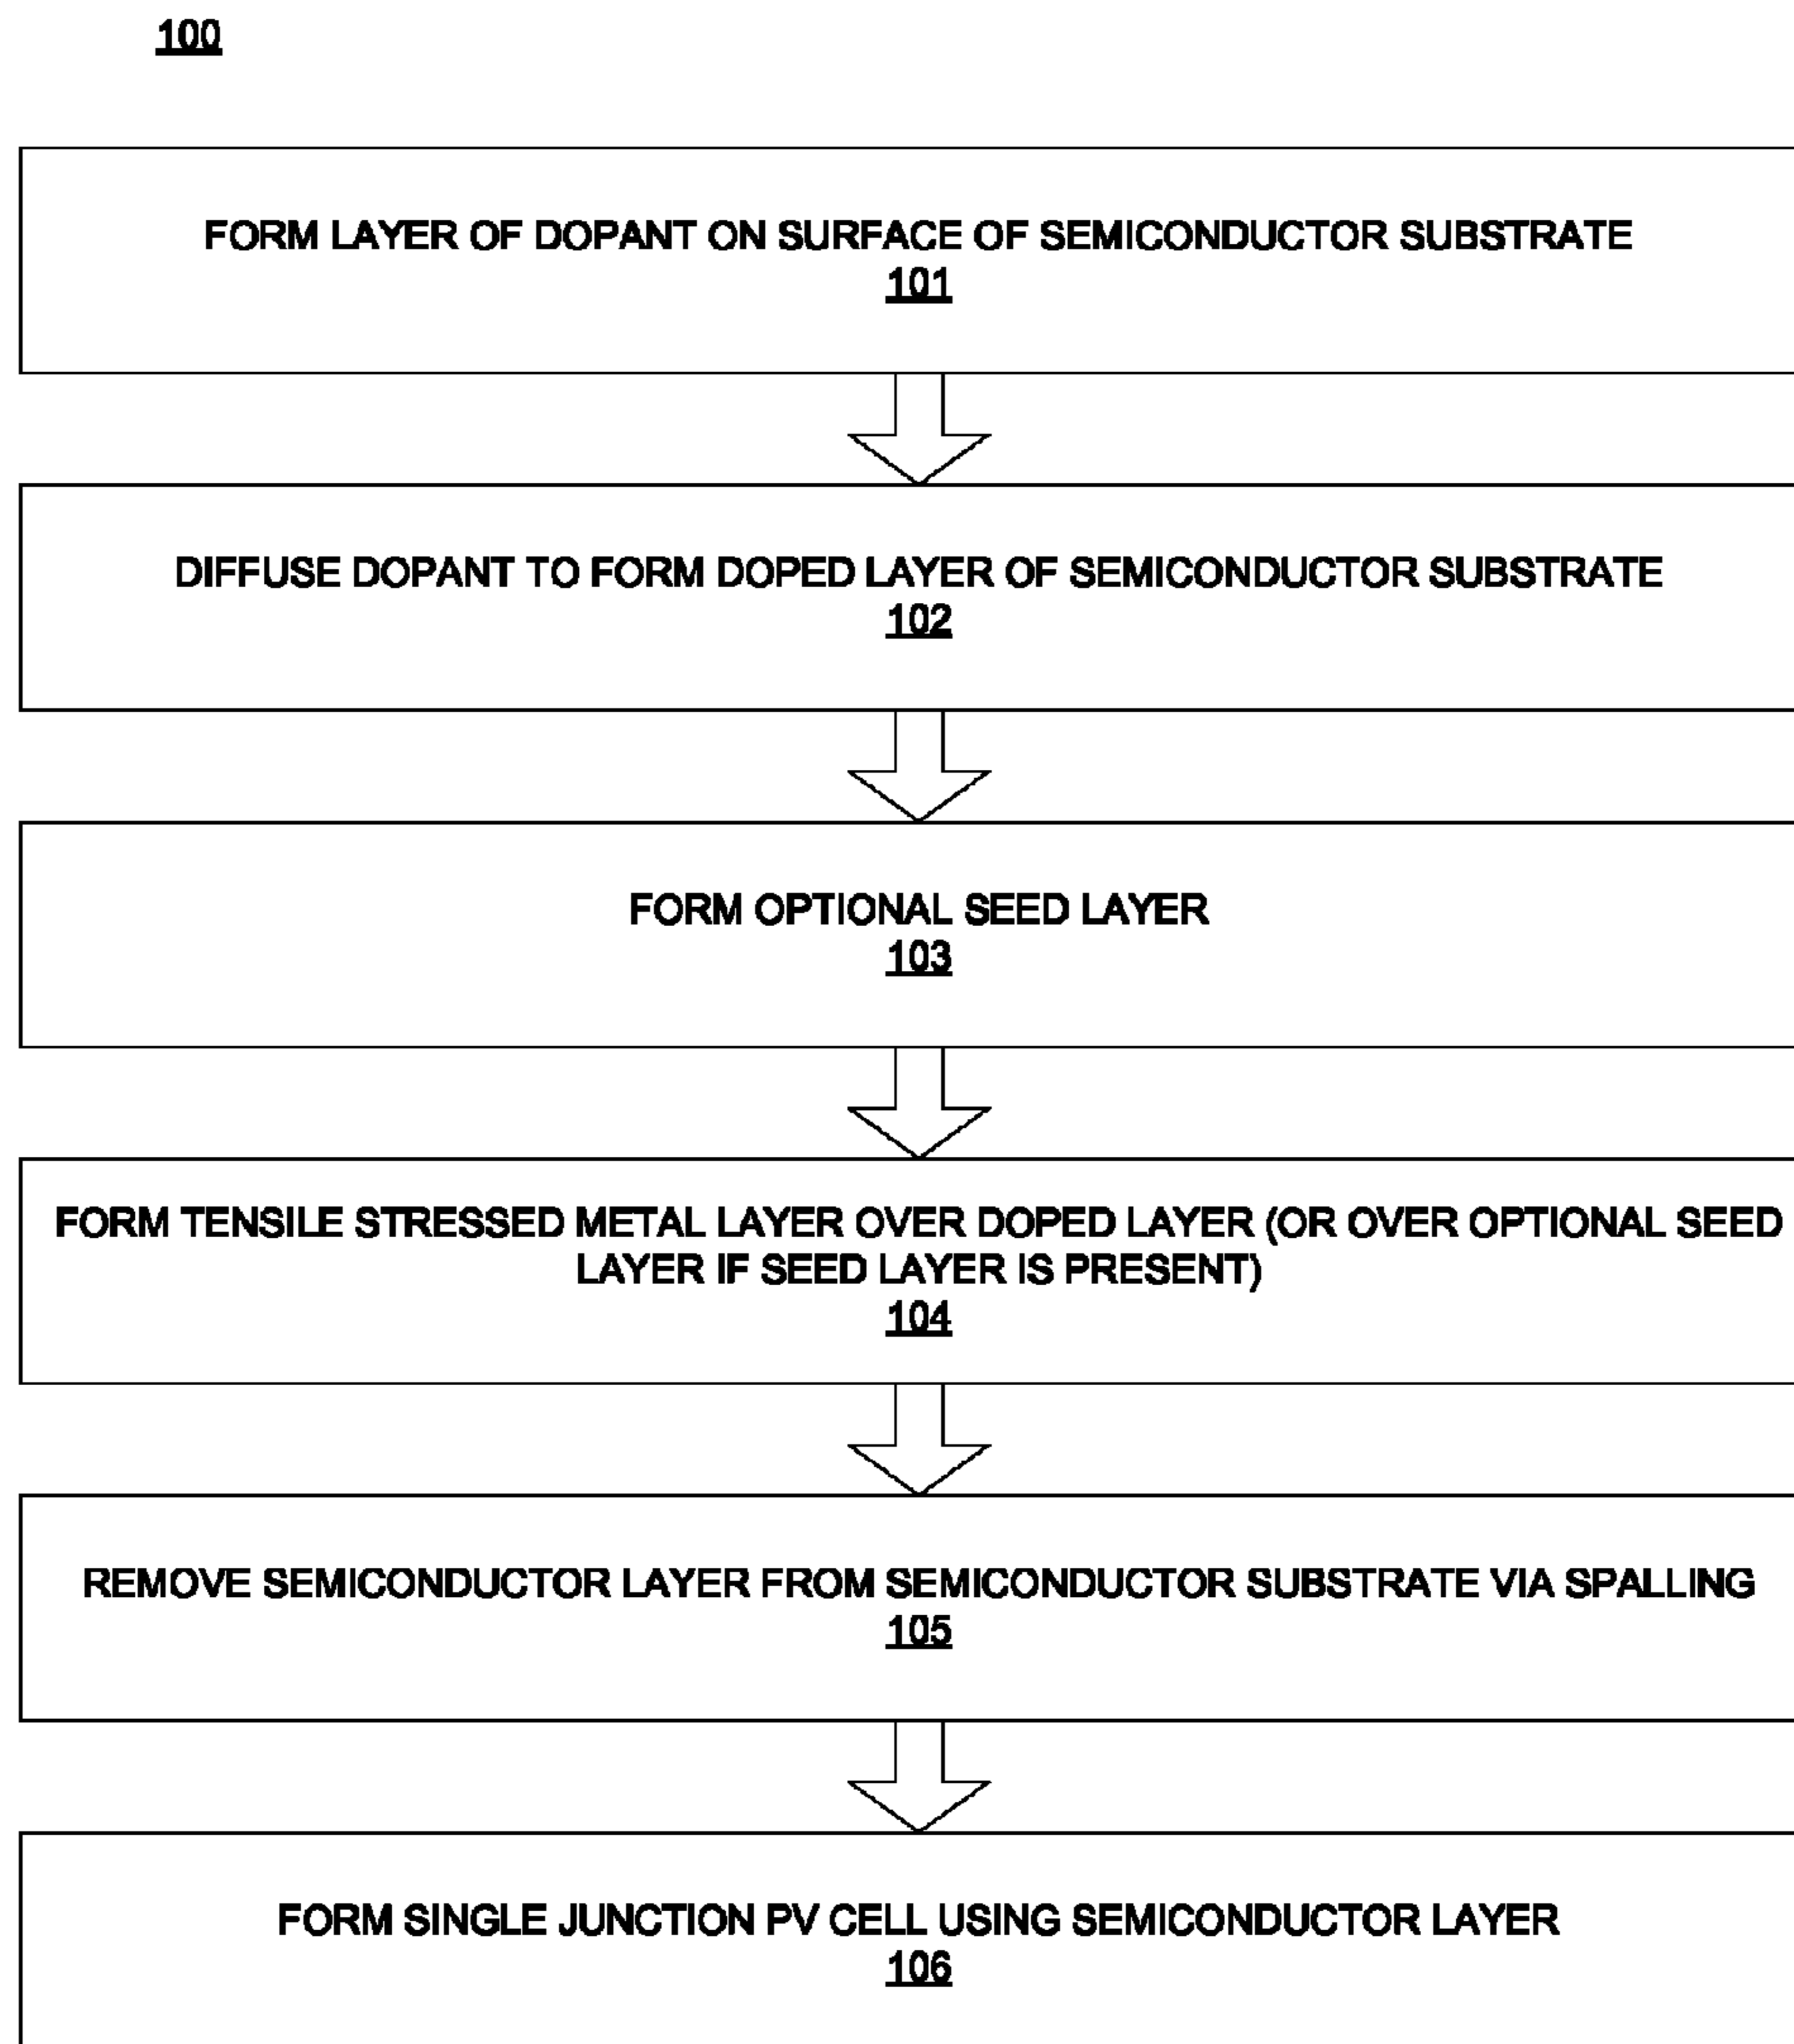 100
FORM LAYER OF DOPANT ON SURFACE OF SEMICONDUCTOR SUBSTRATE
101
DIFFUSE DOPANT TO FORM DOPED LAYER OF SEMICONDUCTOR SUBSTRATE
102
FORM OPTIONAL SEED LAYER
103
FORM TENSILE STRESSED METAL LAYER OVER DOPED LAYER (OR OVER OPTIONAL SEED
LAYER IF SEED LAYER IS PRESENT)
104
REMOVE SEMICONDUCTOR LAYER FROM SEMICONDUCTOR SUBSTRATE VIA SPALLING
105
FORM SINGLE JUNCTION PV CELL USING SEMICONDUCTOR LAYER
106